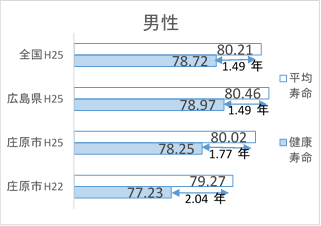 男性
全国H25
80.21
78.72
1.49 年
広島県H25
80.46
78.97
1.49 年
庄原市H25
80.02
78.25
1.77 年
庄原市H22
79.27
77.23
2.04 年
平均
寿命
健康
寿命